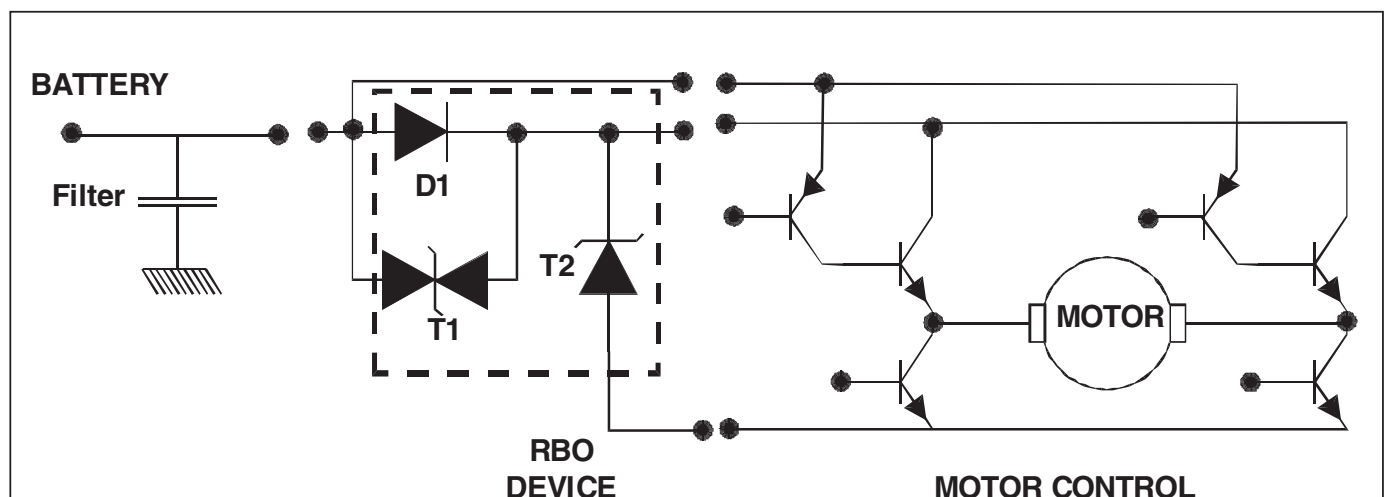 BATTERY
Filter
D1
T1
T2
MOTOR
RBO
DEVICE
MOTOR CONTROL